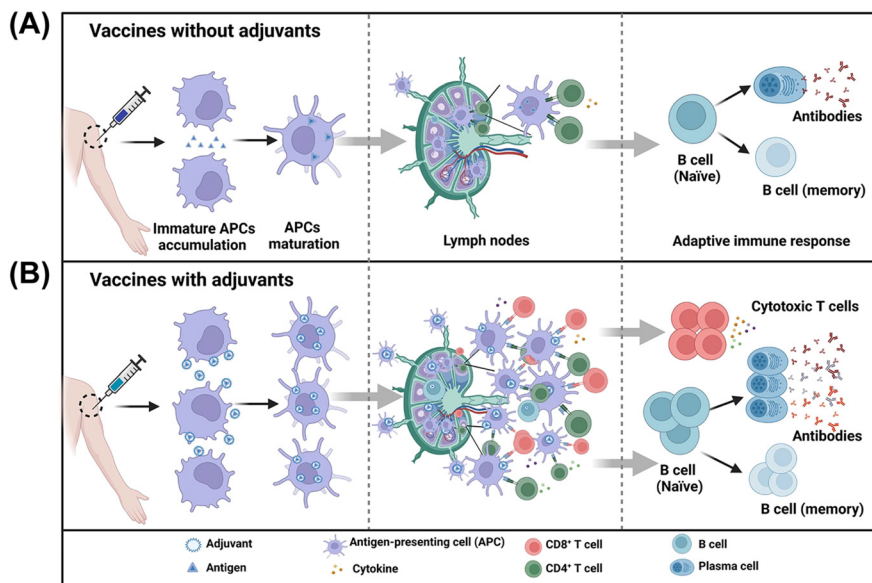 (A)
Vaccines without adjuvants
Antibodies
B cell
(Naïve)
B cell (memory)
Immature APCs
accumulation
APCs
maturation
Lymph nodes
Adaptive immune response
(B)
Vaccines with adjuvants
Cytotoxic T cells
Antibodies
B cell
(Naïve)
B cell (memory)
Adjuvant
Antigen-presenting cell (APC)
CD8⁺ T cell
B cell
Antigen
Cytokine
CD4⁺ T cell
Plasma cell